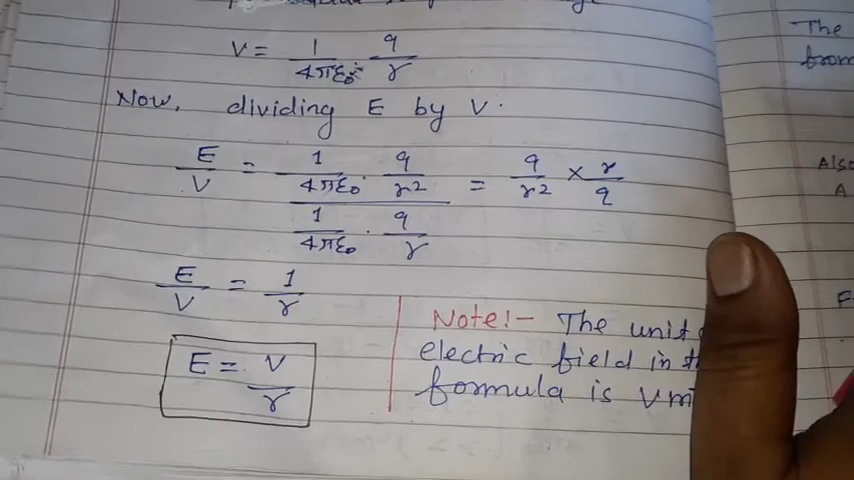 V = 1/4πε₀ q/r
Now, dividing E by V.
E/V = (1/4πε₀ · q/r²)/(1/4πε₀ · q/r) = q/r² × r/q
E/V = 1/r
E = V/r
Note:- The unit
electric field in
formula is
The
from
Also
A